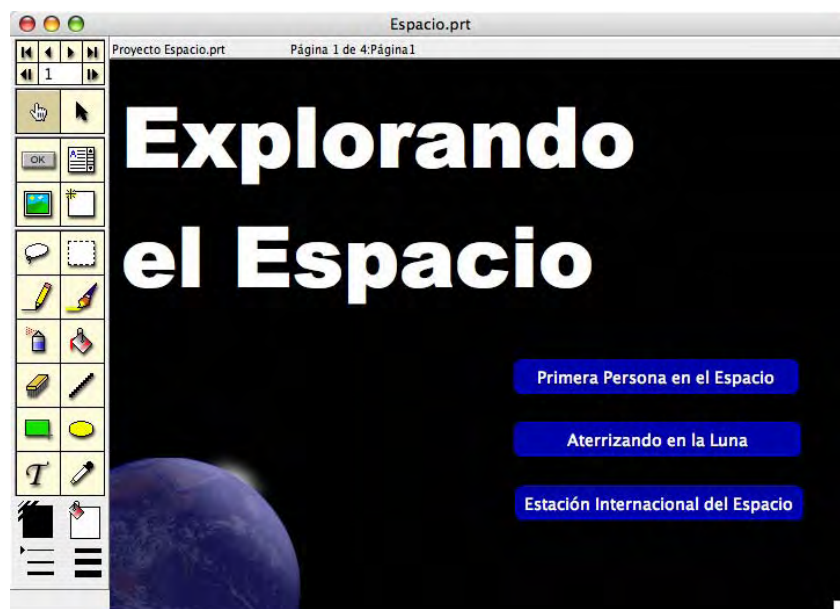 Espacio.prt
Proyecto Espacio.prt Página 1 de 4:Página1
1
OK
A
Explorando
el Espacio
Primera Persona en el Espacio
Aterrizando en la Luna
Estación Internacional del Espacio
T